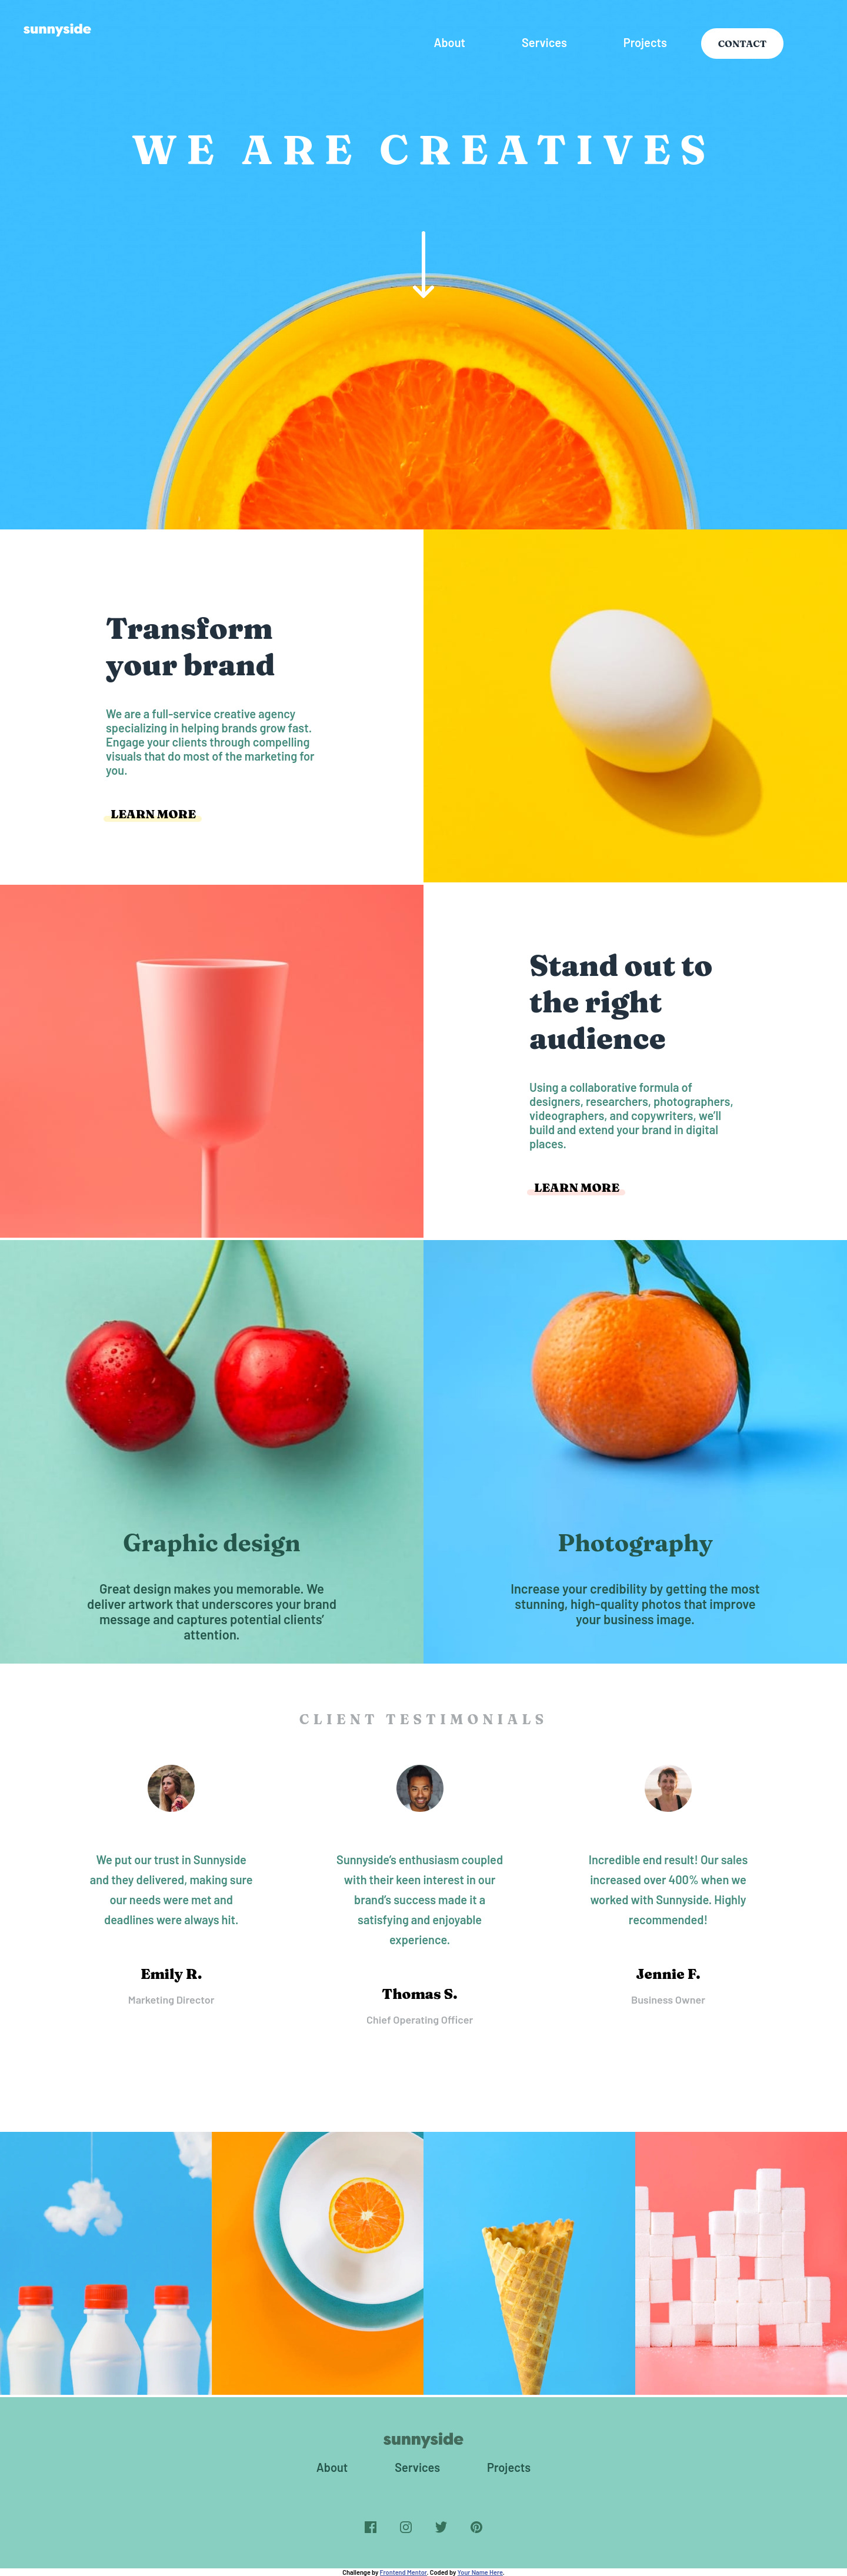 sunnyside
About Services Projects CONTACT
WE ARE CREATIVES
Transform
your brand
We are a full-service creative agency
specializing in helping brands grow fast.
Engage your clients through compelling
visuals that do most of the marketing for
you.
LEARN MORE
Stand out to
the right
audience
Using a collaborative formula of
designers, researchers, photographers,
videographers, and copywriters, we’ll
build and extend your brand in digital
places.
LEARN MORE
Graphic design
Great design makes you memorable. We
deliver artwork that underscores your brand
message and captures potential clients’
attention.
Photography
Increase your credibility by getting the most
stunning, high-quality photos that improve
your business image.
CLIENT TESTIMONIALS
We put our trust in Sunnyside
and they delivered, making sure
our needs were met and
deadlines were always hit.
Emily R.
Marketing Director
Sunnyside’s enthusiasm coupled
with their keen interest in our
brand’s success made it a
satisfying and enjoyable
experience.
Thomas S.
Chief Operating Officer
Incredible end result! Our sales
increased over 400% when we
worked with Sunnyside. Highly
recommended!
Jennie F.
Business Owner
sunnyside
About Services Projects
Challenge by Frontend Mentor. Coded by Your Name Here.